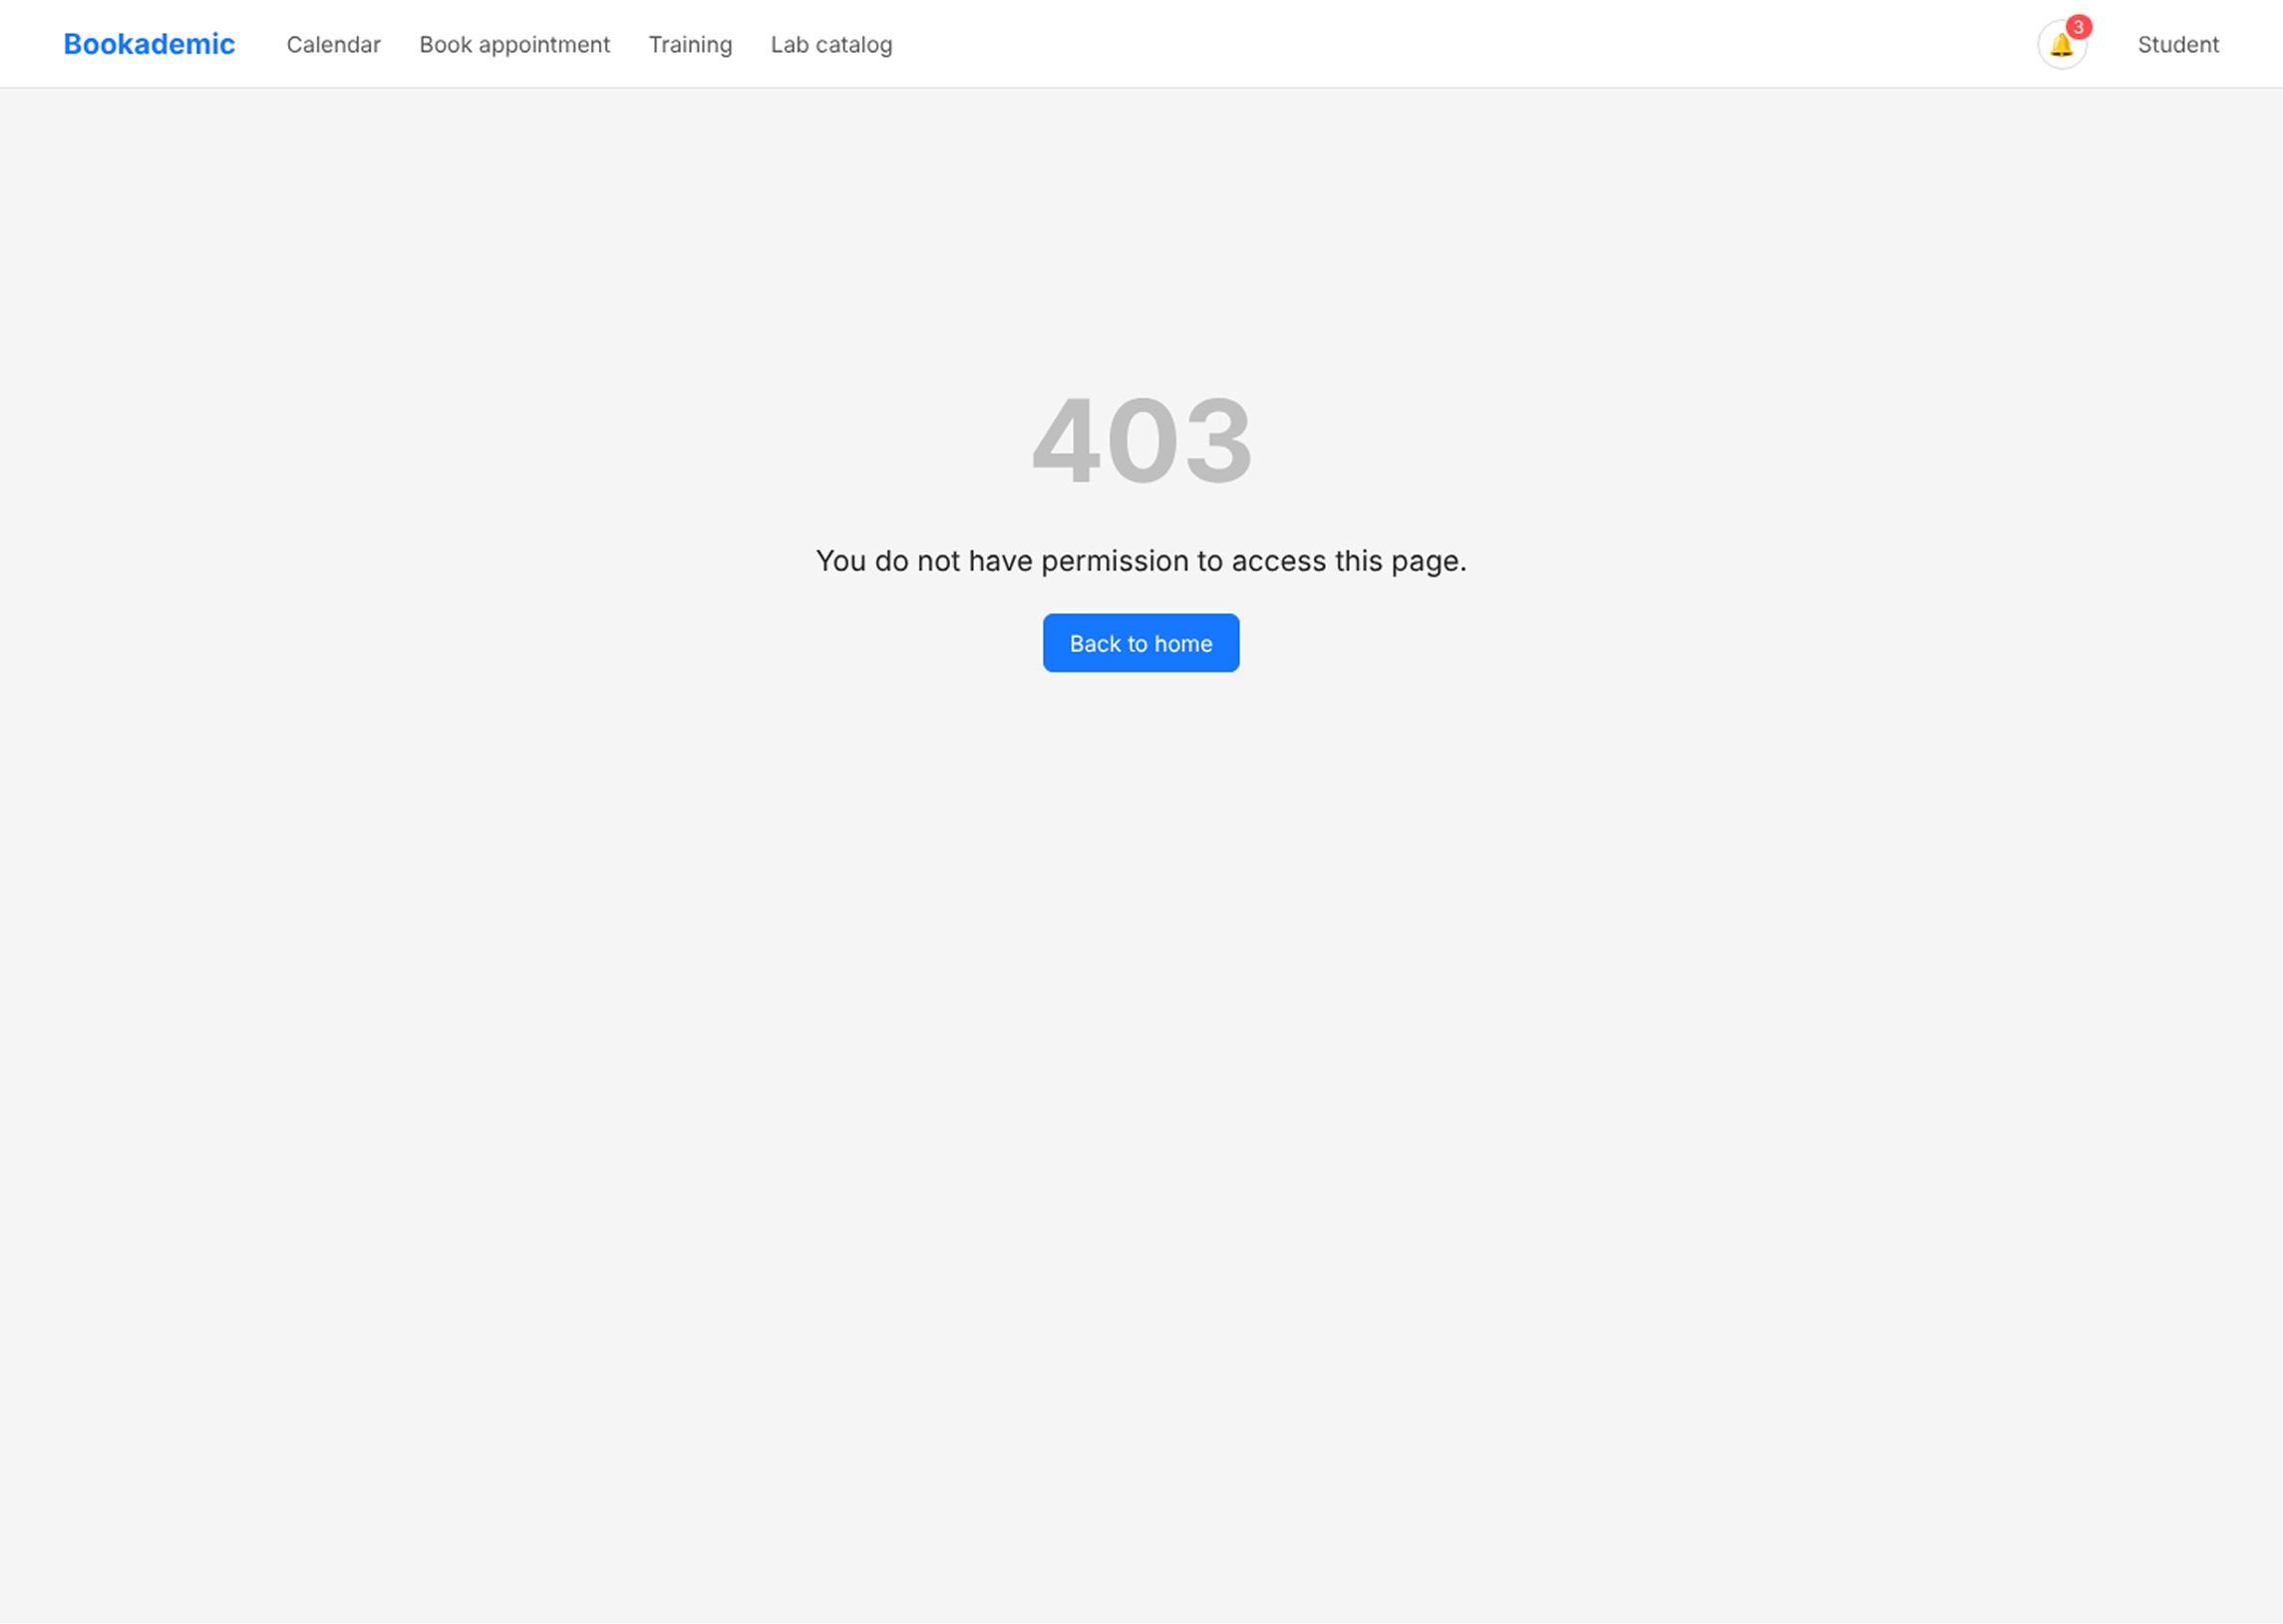 Bookademic Calendar Book appointment Training Lab catalog 3 Student
403
You do not have permission to access this page.
Back to home